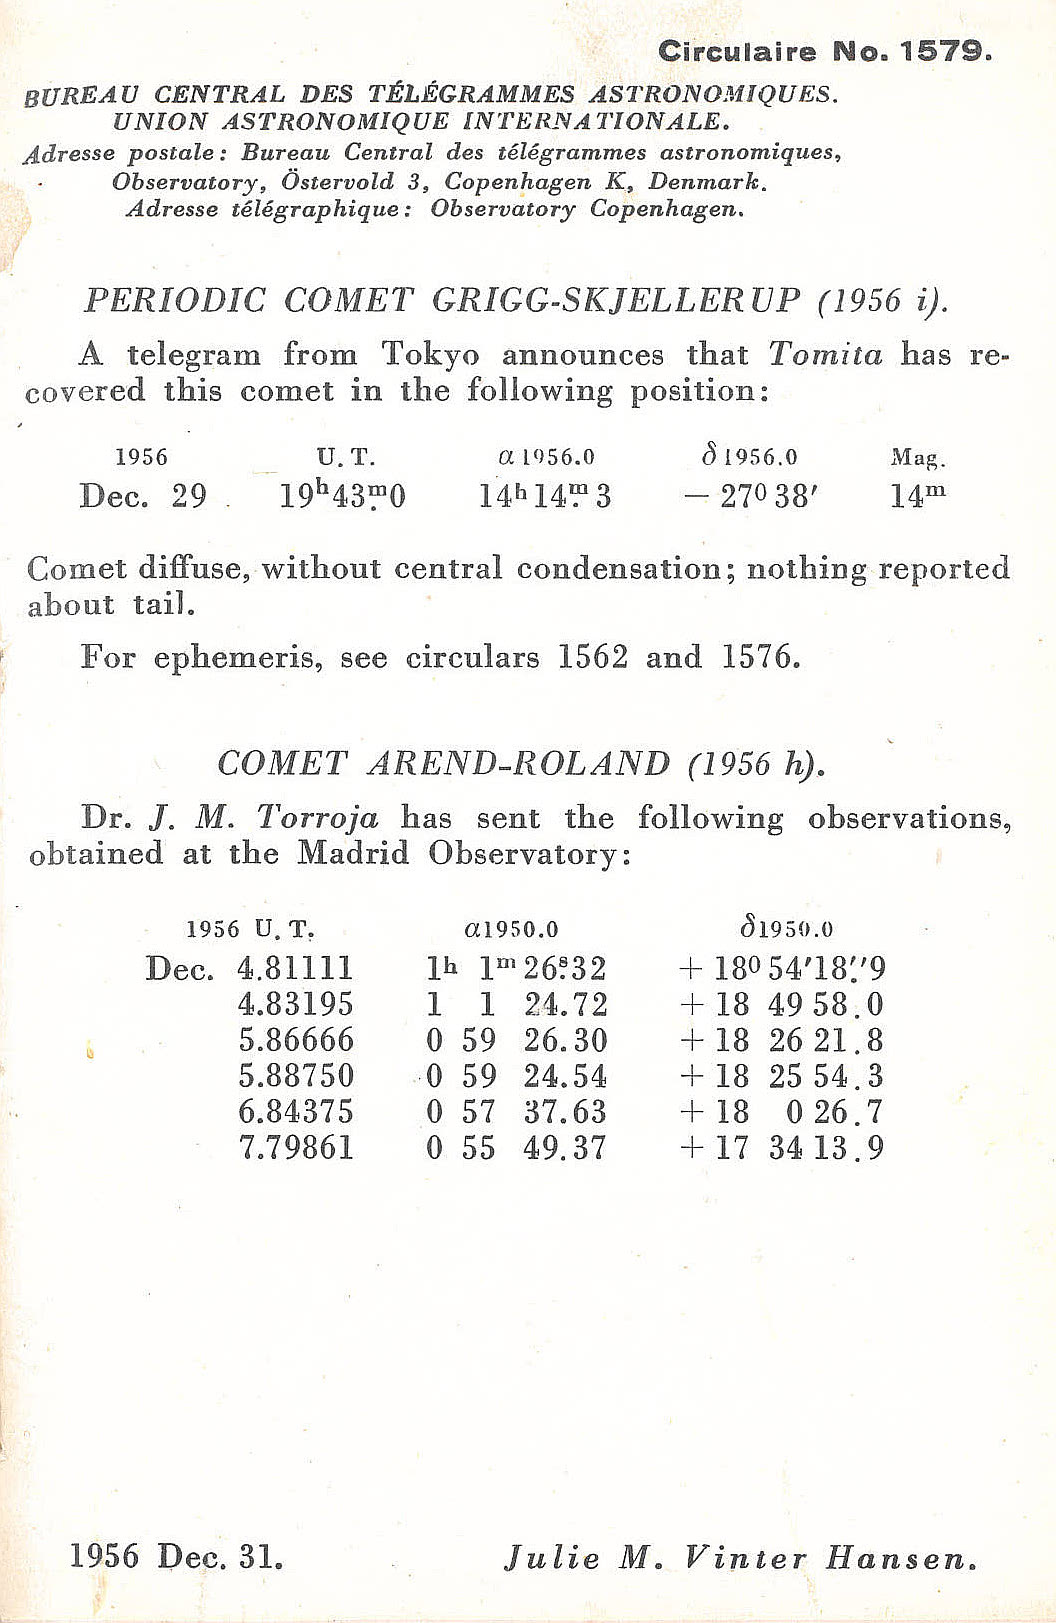 Circulaire No. 1579.
BUREAU CENTRAL DES TÉLÉGRAMMES ASTRONOMIQUES.
UNION ASTRONOMIQUE INTERNATIONALE.
Adresse postale: Bureau Central des télégrammes astronomiques,
Observatory, Östervold 3, Copenhagen K, Denmark.
Adresse télégraphique: Observatory Copenhagen.
PERIODIC COMET GRIGG-SKJELLERUP (1956 i).
A telegram from Tokyo announces that Tomita has re-
covered this comet in the following position:
1956 U.T. α 1956.0 δ 1956.0 Mag.
Dec. 29 19ʰ43ᵐ.0 14ʰ14ᵐ.3 − 27° 38′ 14ᵐ
Comet diffuse, without central condensation; nothing reported
about tail.
For ephemeris, see circulars 1562 and 1576.
COMET AREND-ROLAND (1956 h).
Dr. J. M. Torroja has sent the following observations,
obtained at the Madrid Observatory:
1956 U.T. α1950.0 δ1950.0
Dec. 4.81111 1ʰ 1ᵐ 26ˢ.32 + 18° 54′ 18″.9
4.83195 1 1 24.72 + 18 49 58.0
5.86666 0 59 26.30 + 18 26 21.8
5.88750 0 59 24.54 + 18 25 54.3
6.84375 0 57 37.63 + 18 0 26.7
7.79861 0 55 49.37 + 17 34 13.9
1956 Dec. 31. Julie M. Vinter Hansen.